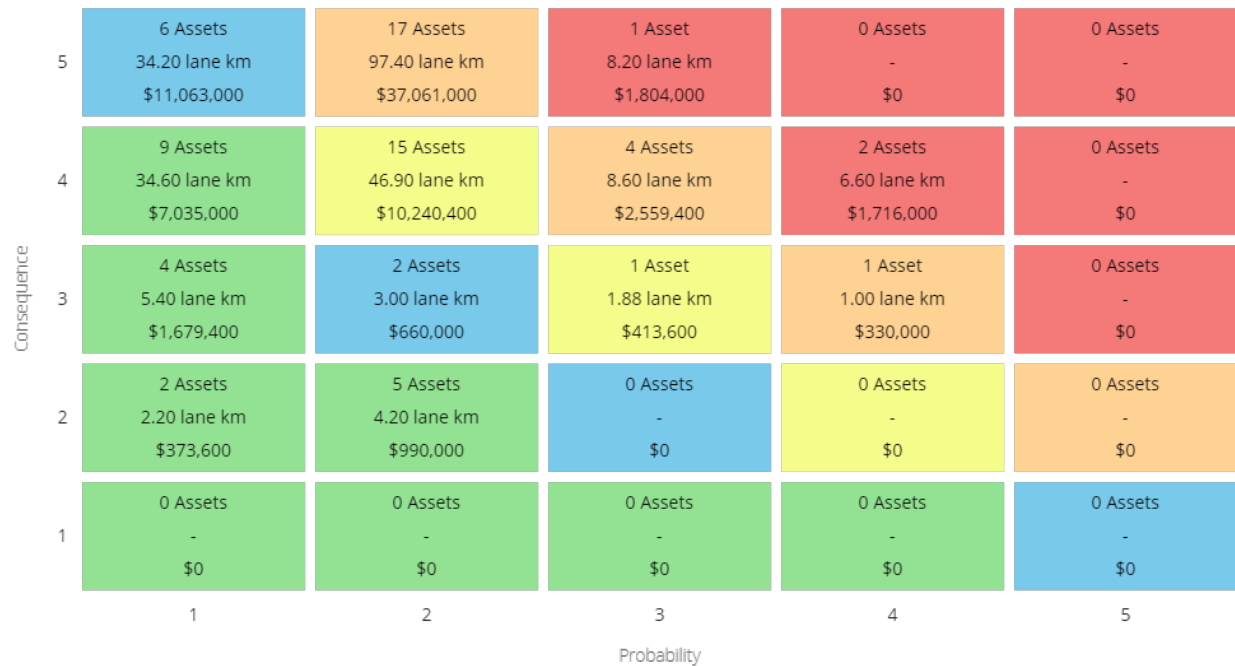 5
6 Assets
34.20 lane km
$11,063,000
17 Assets
97.40 lane km
$37,061,000
1 Asset
8.20 lane km
$1,804,000
0 Assets
-
$0
0 Assets
-
$0
4
9 Assets
34.60 lane km
$7,035,000
15 Assets
46.90 lane km
$10,240,400
4 Assets
8.60 lane km
$2,559,400
2 Assets
6.60 lane km
$1,716,000
0 Assets
-
$0
Consequence
3
4 Assets
5.40 lane km
$1,679,400
2 Assets
3.00 lane km
$660,000
1 Asset
1.88 lane km
$413,600
1 Asset
1.00 lane km
$330,000
0 Assets
-
$0
2
2 Assets
2.20 lane km
$373,600
5 Assets
4.20 lane km
$990,000
0 Assets
-
$0
0 Assets
-
$0
0 Assets
-
$0
1
0 Assets
-
$0
0 Assets
-
$0
0 Assets
-
$0
0 Assets
-
$0
0 Assets
-
$0
1
2
3
4
5
Probability